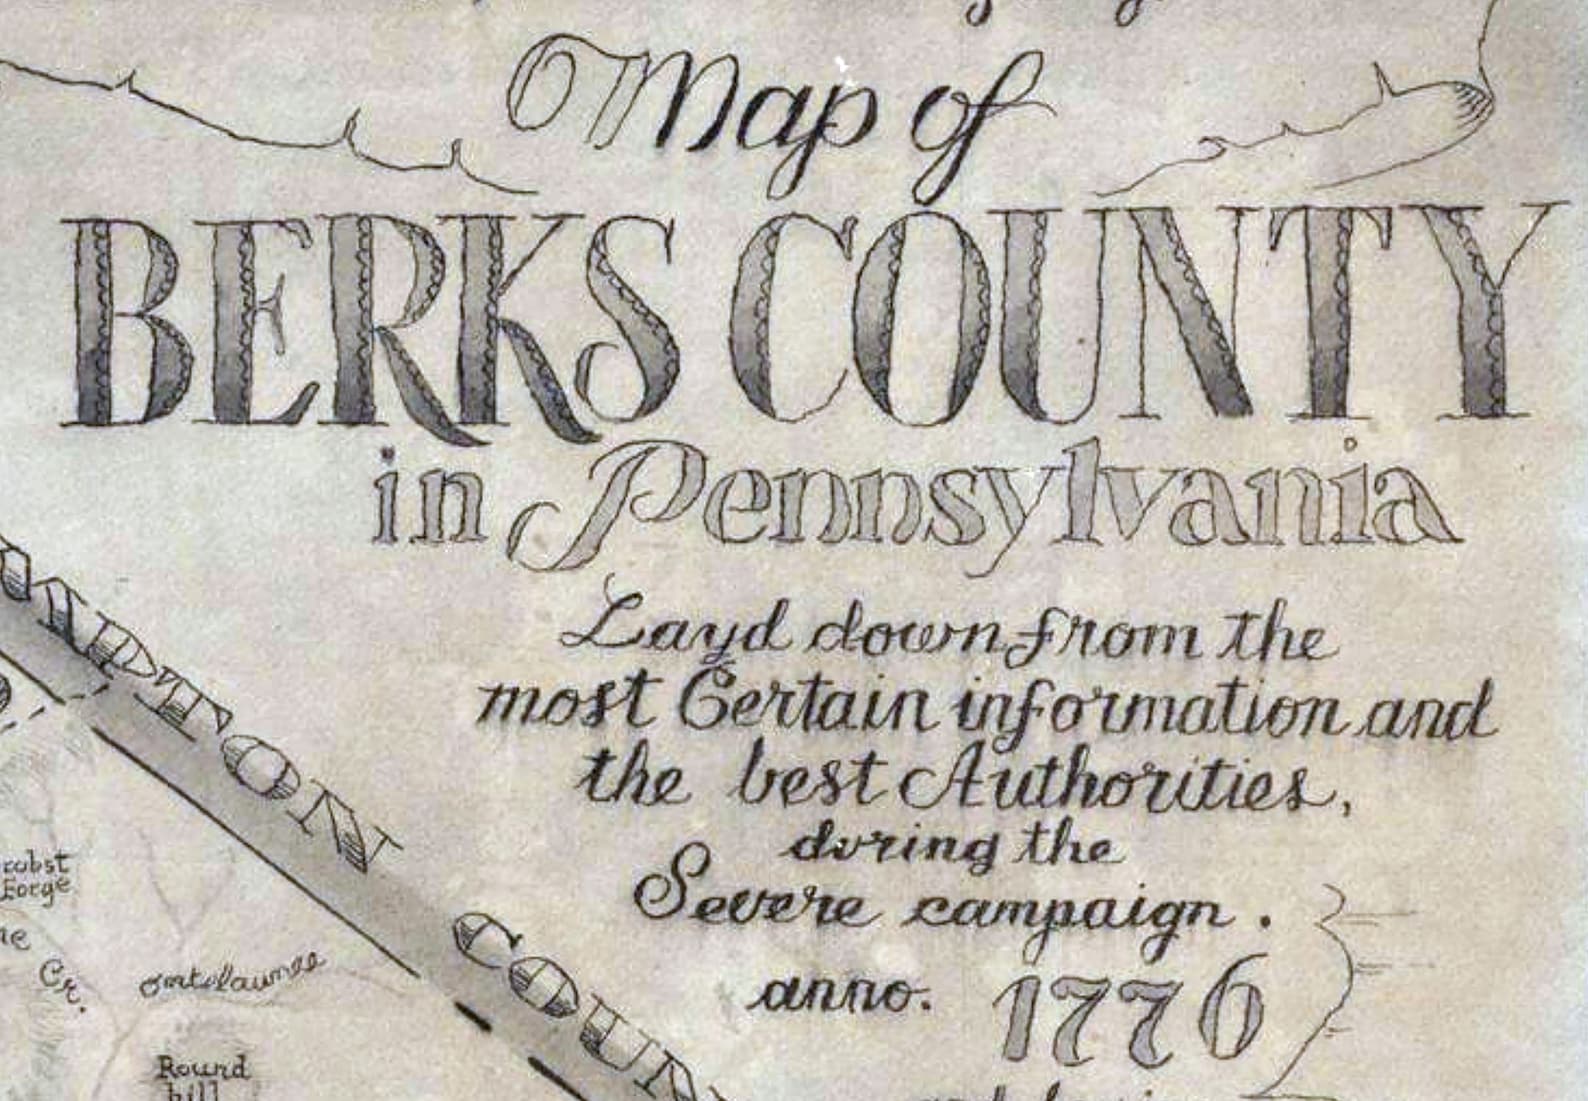 Map of
BERKS COUNTY
in Pennsylvania
Layd down from the
most Certain information and
the best Authorities,
during the
Severe campaign.
anno. 1776
COUN
Forge
Cr.
ontelaunee
Round
hill